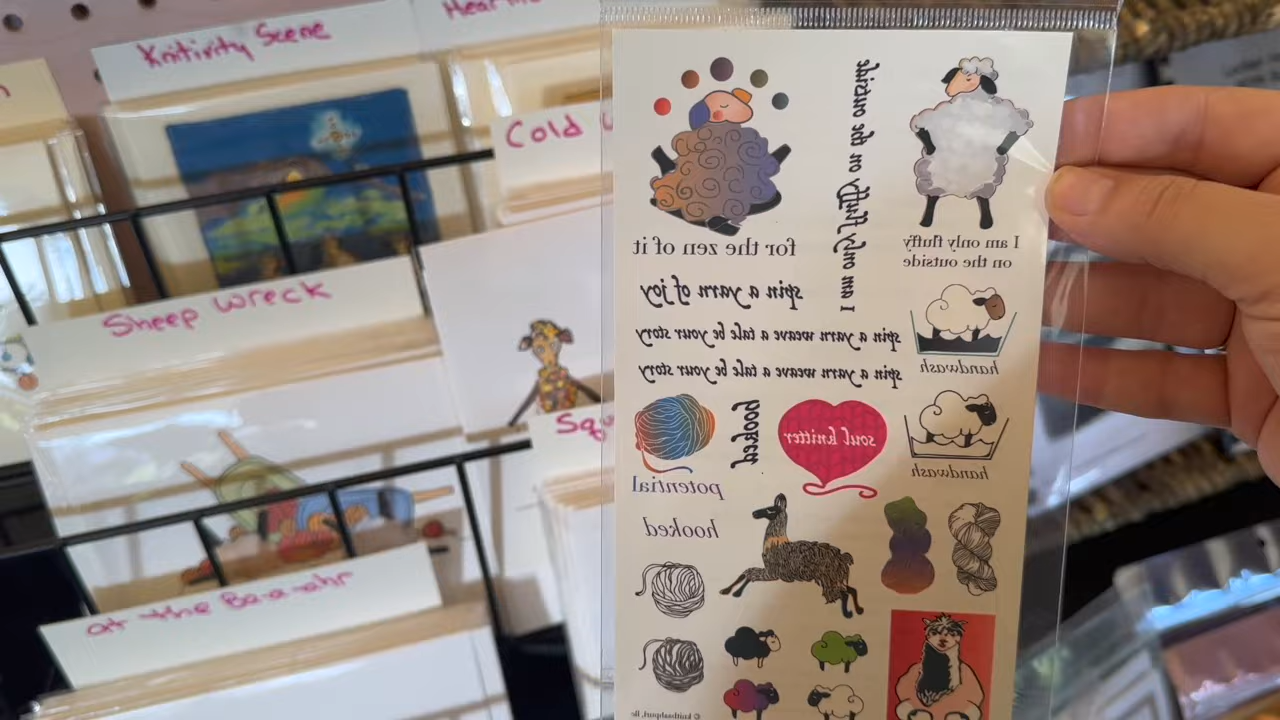 Knitivity Scene
Cold
Sheep Wreck
at the Ba-a-ahr
for the zen of it
I am only fluffy on the outside
I am only fluffy
on the outside
spin a yarn of joy
spin a yarn weave a tale be your story
spin a yarn weave a tale be your story
handwash
hooked
soul knitter
handwash
potential
hooked